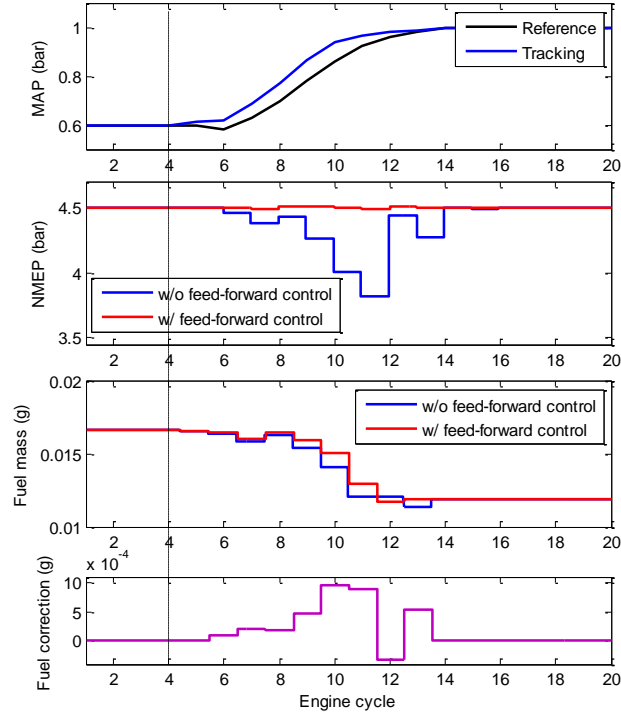 1
0.8
0.6
MAP (bar)
Reference
Tracking
2 4 6 8 10 12 14 16 18 20
4.5
4
3.5
NMEP (bar)
w/o feed-forward control
w/ feed-forward control
2 4 6 8 10 12 14 16 18 20
0.02
0.015
0.01
Fuel mass (g)
w/o feed-forward control
w/ feed-forward control
2 4 6 8 10 12 14 16 18 20
x 10⁻⁴
10
5
0
Fuel correction (g)
2 4 6 8 10 12 14 16 18 20
Engine cycle